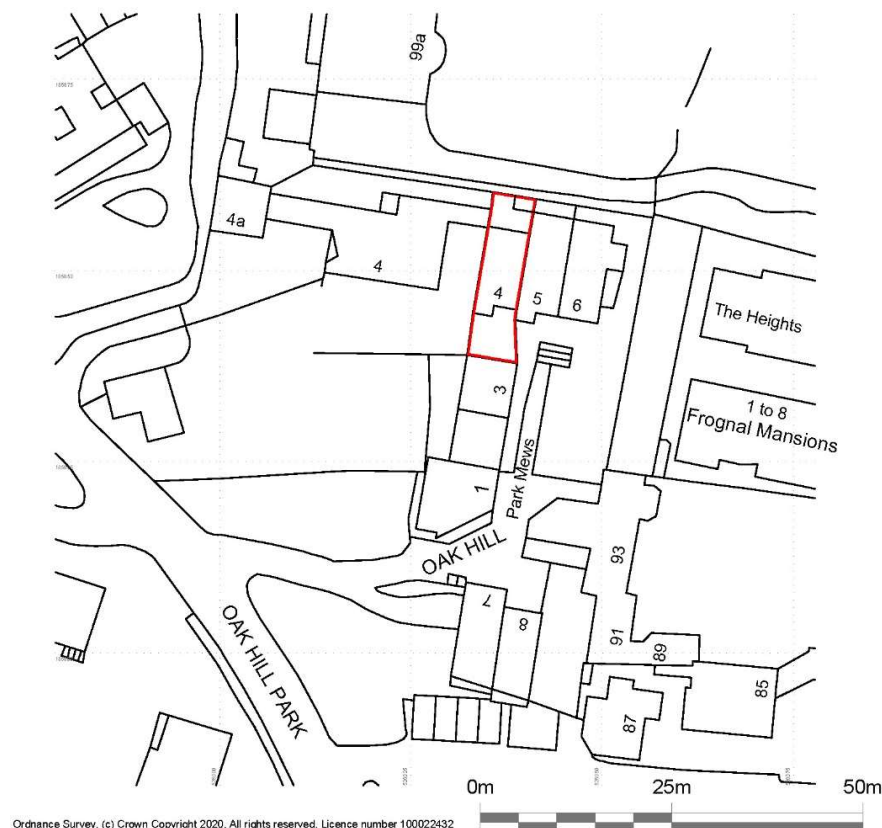 99a
4a
4
4
5
6
The Heights
3
1 to 8
Frognal Mansions
1
Park Mews
OAK HILL
93
7
8
91
OAK HILL PARK
89
85
87
0m
25m
50m
Ordnance Survey, (c) Crown Copyright 2020. All rights reserved. Licence number 100022432